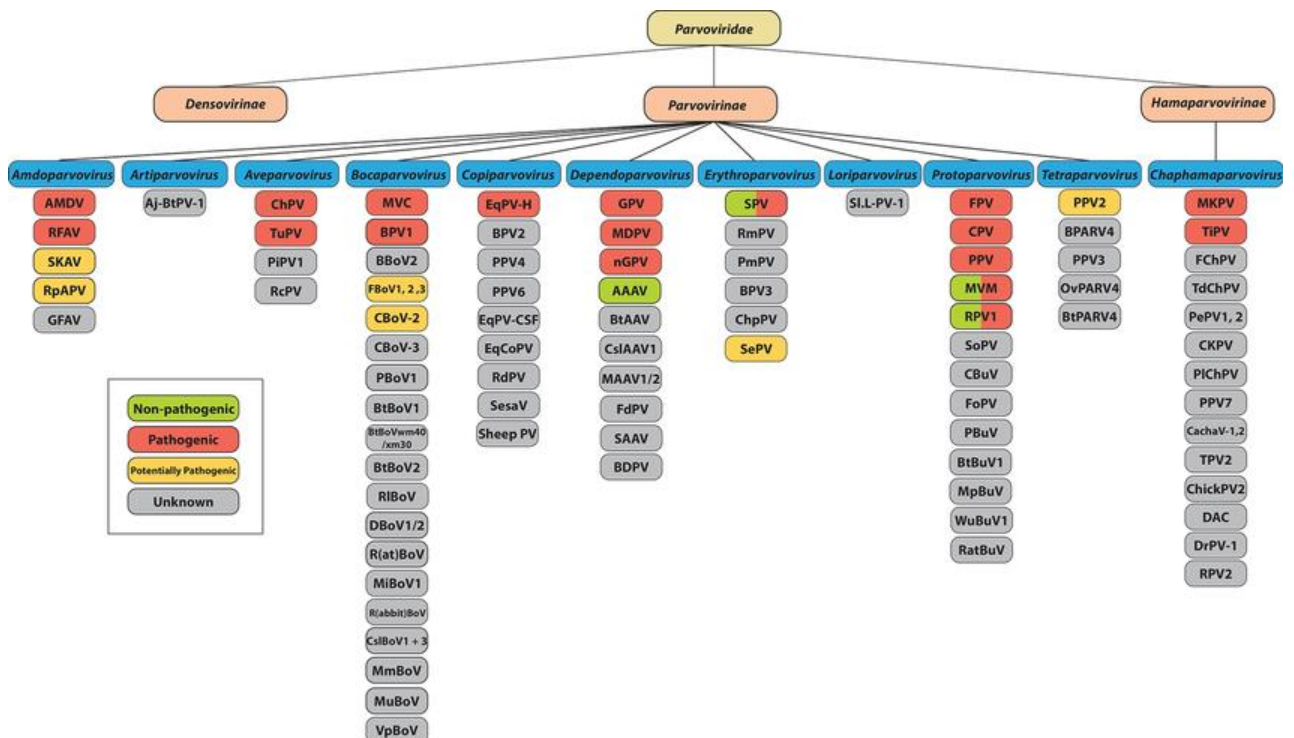 Parvoviridae
Densovirinae
Parvovirinae
Hamaparvovirinae
Amdoparvovirus
AMDV
RFAV
SKAV
RpAPV
GFAV
Artiparvovirus
Aj-BtPV-1
Aveparvovirus
ChPV
TuPV
PiPV1
RcPV
Bocaparvovirus
MVC
BPV1
BBoV2
FBoV1, 2 ,3
CBoV-2
CBoV-3
PBoV1
BtBoV1
BtBoVwm40
/xm30
BtBoV2
RlBoV
DBoV1/2
R(at)BoV
MiBoV1
R(abbit)BoV
CslBoV1 + 3
MmBoV
MuBoV
VpBoV
Copiparvovirus
EqPV-H
BPV2
PPV4
PPV6
EqPV-CSF
EqCoPV
RdPV
SesaV
Sheep PV
Dependoparvovirus
GPV
MDPV
nGPV
AAAV
BtAAV
CslAAV1
MAAV1/2
FdPV
SAAV
BDPV
Erythroparvovirus
SPV
RmPV
PmPV
BPV3
ChpPV
SePV
Loriparvovirus
Sl.L-PV-1
Protoparvovirus
FPV
CPV
PPV
MVM
RPV1
SoPV
CBuV
FoPV
PBuV
BtBuV1
MpBuV
WuBuV1
RatBuV
Tetraparvovirus
PPV2
BPARV4
PPV3
OvPARV4
BtPARV4
Chaphamaparvovirus
MKPV
TiPV
FChPV
TdChPV
PePV1, 2
CKPV
PlChPV
PPV7
CachaV-1,2
TPV2
ChickPV2
DAC
DrPV-1
RPV2
Non-pathogenic
Pathogenic
Potentially Pathogenic
Unknown